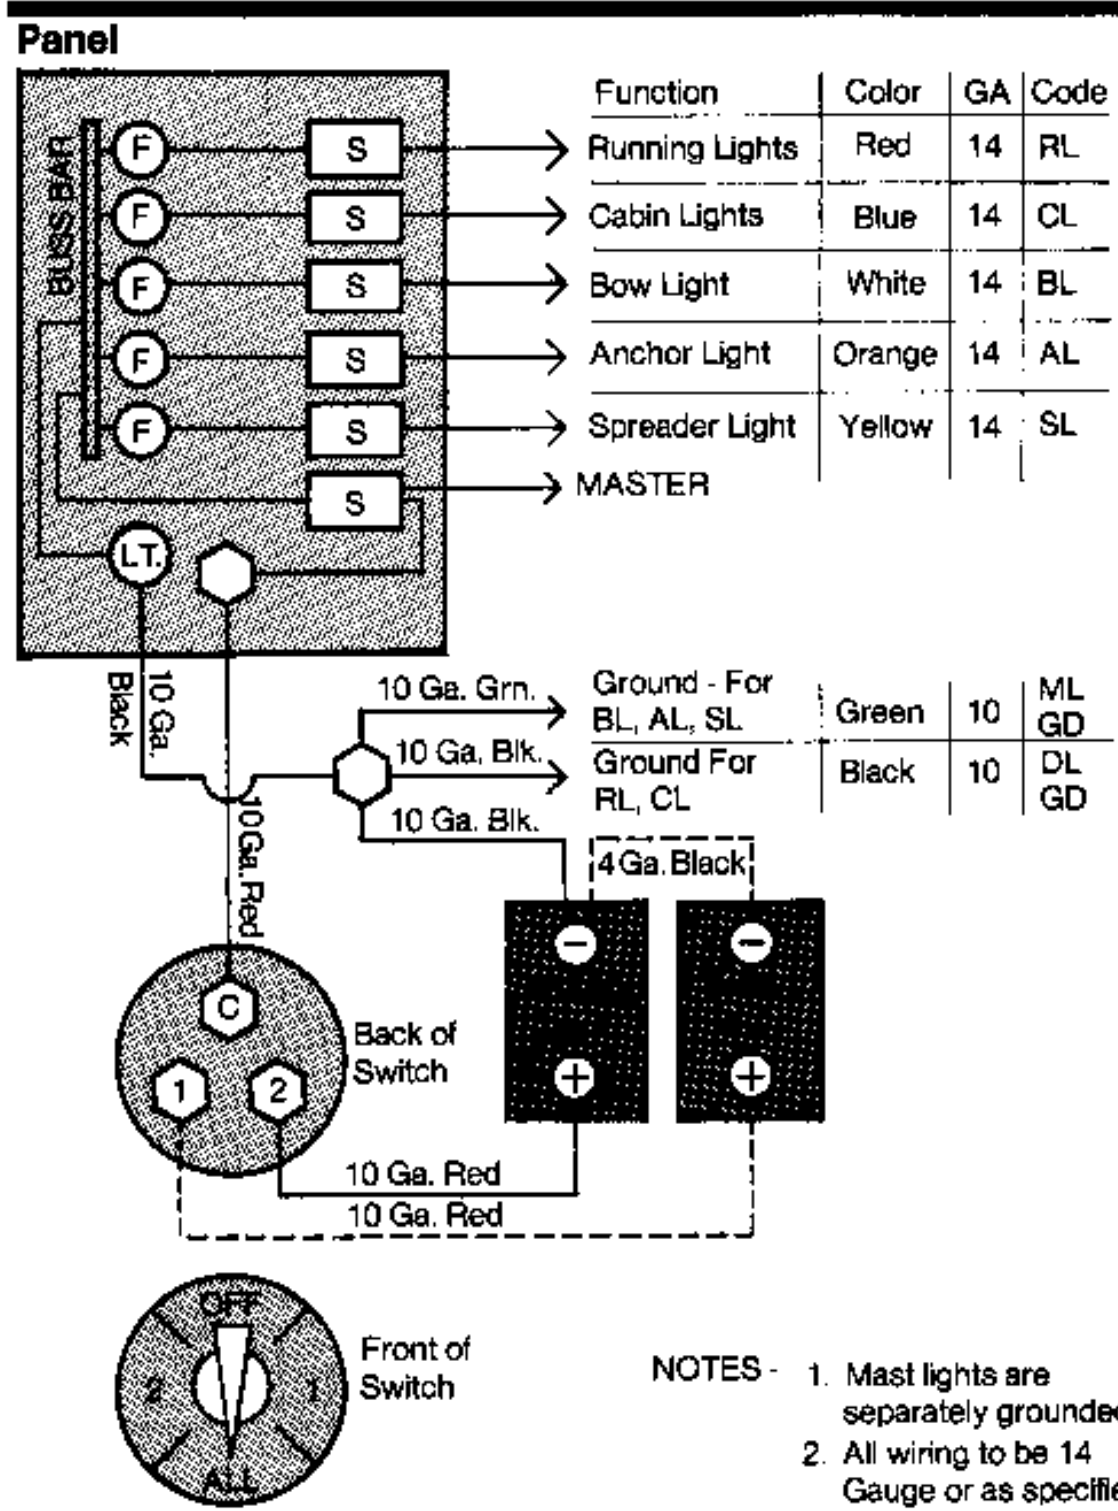 Panel
BUSS BAR
F S
F S
F S
F S
F S
S
LT.
Function Color GA Code
Running Lights Red 14 RL
Cabin Lights Blue 14 CL
Bow Light White 14 BL
Anchor Light Orange 14 AL
Spreader Light Yellow 14 SL
MASTER
10 Ga.
Black
10 Ga. Grn.
Ground - For
BL, AL, SL
Green 10 ML
GD
10 Ga. Blk.
Ground For
RL, CL
Black 10 DL
GD
10 Ga. Blk.
10 Ga. Red
4 Ga. Black
- -
+ +
C
1 2
Back of
Switch
10 Ga. Red
10 Ga. Red
OFF
2 1
ALL
Front of
Switch
NOTES - 1. Mast lights are
separately grounde
2. All wiring to be 14
Gauge or as specifie